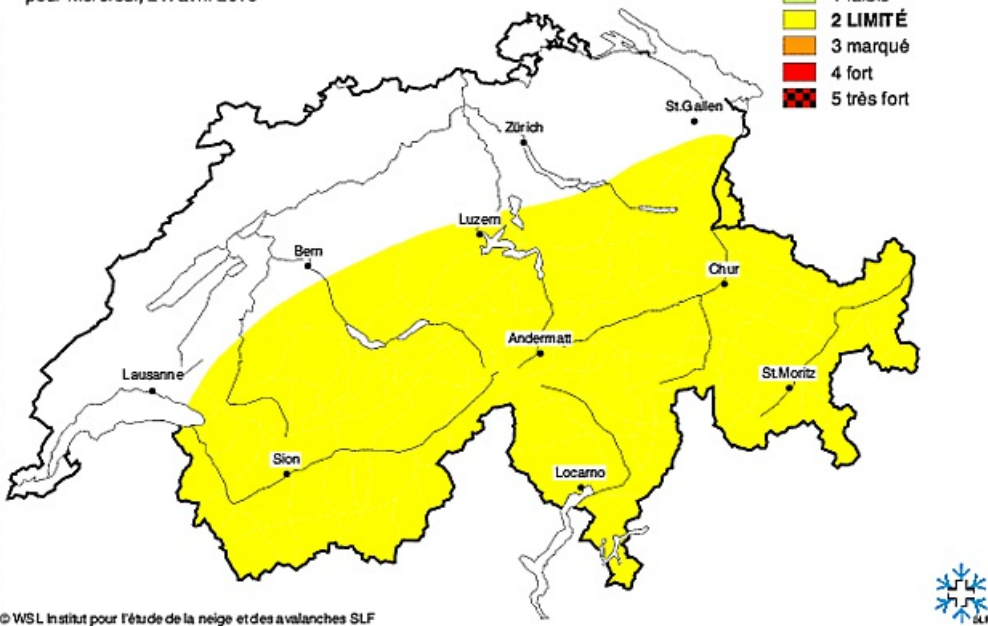 2 LIMITÉ
3 marqué
4 fort
5 très fort
St.Gallen
Zürich
Luzern
Bern
Chur
Andermatt
Lausanne
St.Moritz
Sion
Locarno
© WSL Institut pour l'étude de la neige et des avalanches SLF
SLF